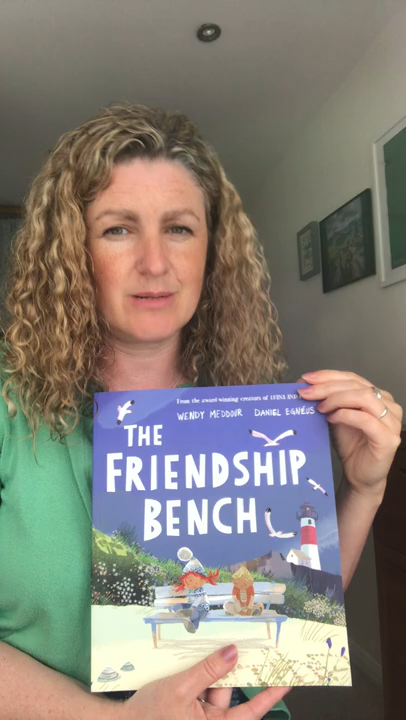 From the award-winning creators of
WENDY MEDDOUR DANIEL EGNÉUS
THE
FRIENDSHIP
BENCH